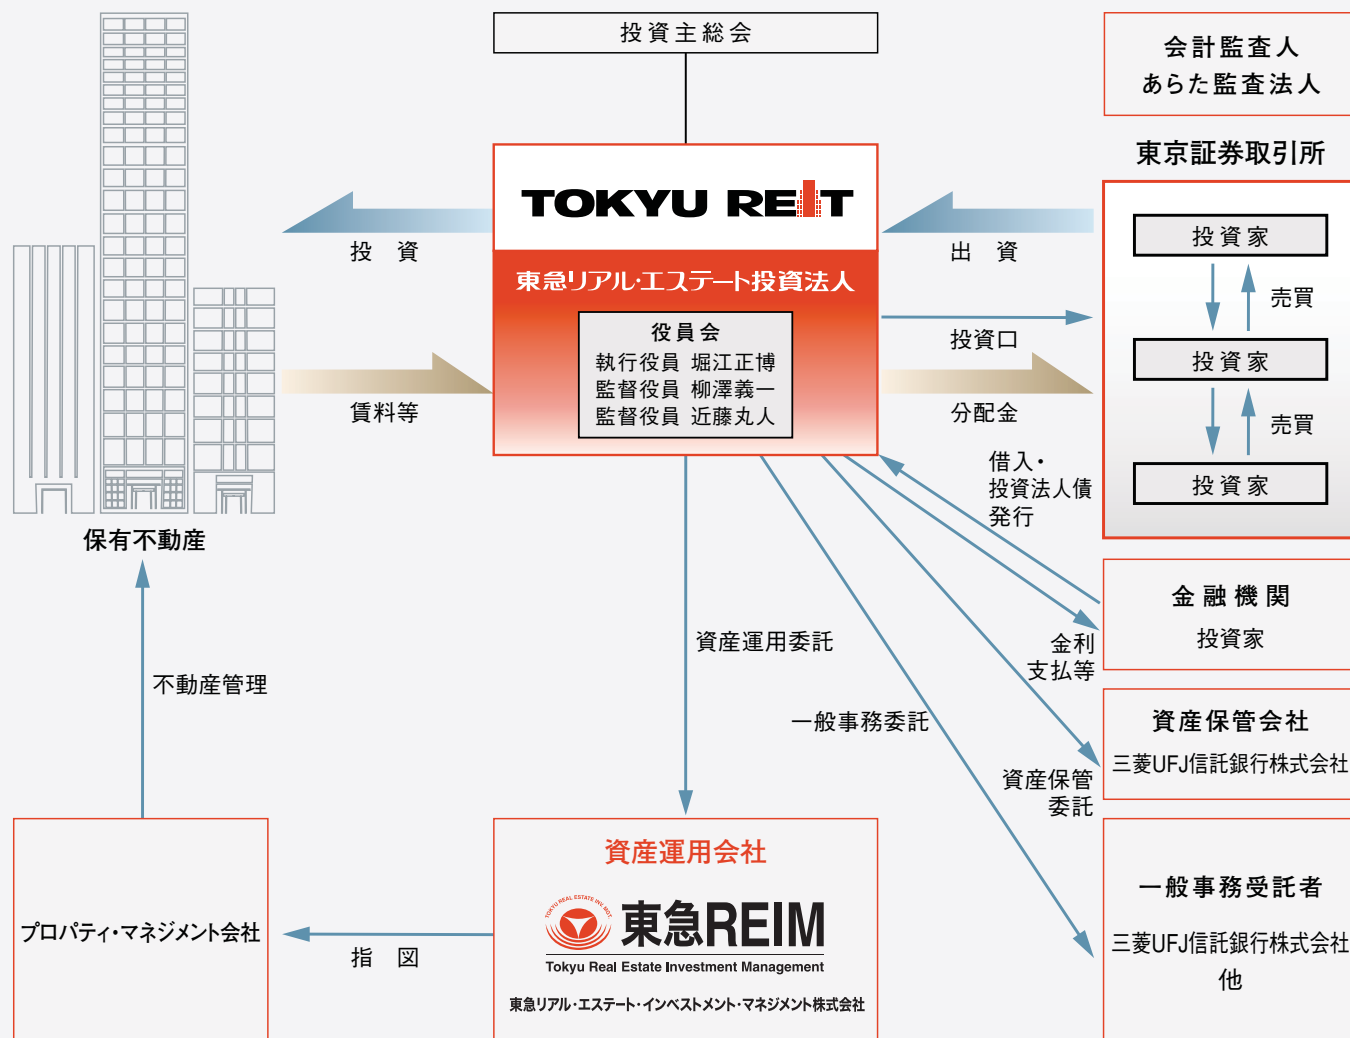 投資主総会
会計監査人
あらた監査法人
東京証券取引所
TOKYU REIT
東急リアル・エステート投資法人
役員会
執行役員 堀江正博
監督役員 柳澤義一
監督役員 近藤丸人
投 資
賃料等
出 資
投資口
分配金
投資家
売買
投資家
売買
投資家
保有不動産
借入・
投資法人債
発行
金利
支払等
金融機関
投資家
資産運用委託
一般事務委託
資産保管
委託
不動産管理
資産保管会社
三菱UFJ信託銀行株式会社
プロパティ・マネジメント会社
指 図
資産運用会社
TOKYU REAL ESTATE INV. MGT.
東急REIM
Tokyu Real Estate Investment Management
東急リアル・エステート・インベストメント・マネジメント株式会社
一般事務受託者
三菱UFJ信託銀行株式会社
他